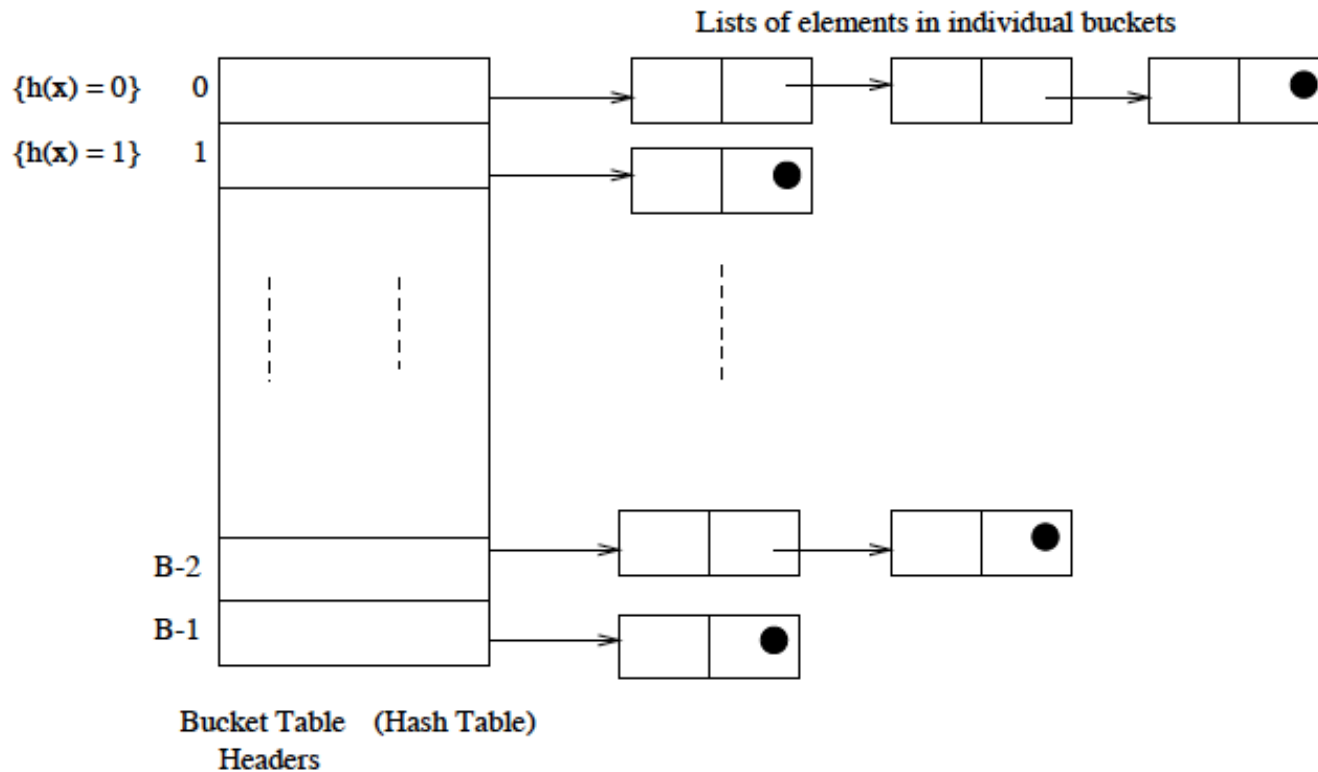 Lists of elements in individual buckets
{h(x) = 0} 0
{h(x) = 1} 1
B-2
B-1
Bucket Table (Hash Table)
Headers